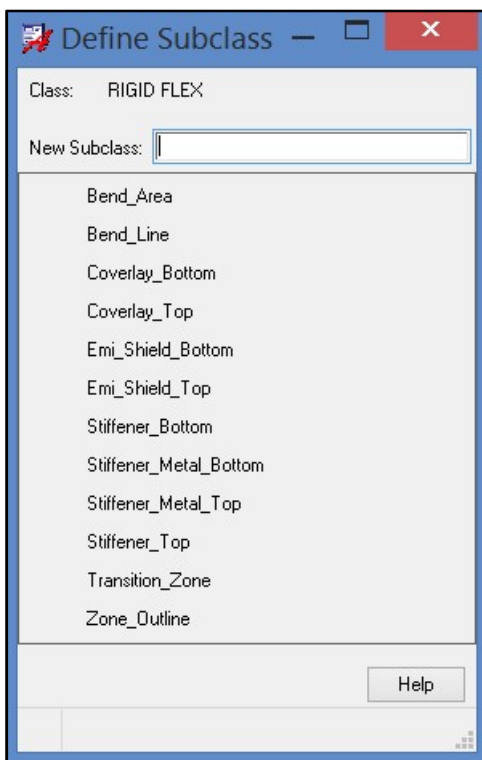 Define Subclass
Class: RIGID FLEX
New Subclass:
Bend_Area
Bend_Line
Coverlay_Bottom
Coverlay_Top
Emi_Shield_Bottom
Emi_Shield_Top
Stiffener_Bottom
Stiffener_Metal_Bottom
Stiffener_Metal_Top
Stiffener_Top
Transition_Zone
Zone_Outline
Help